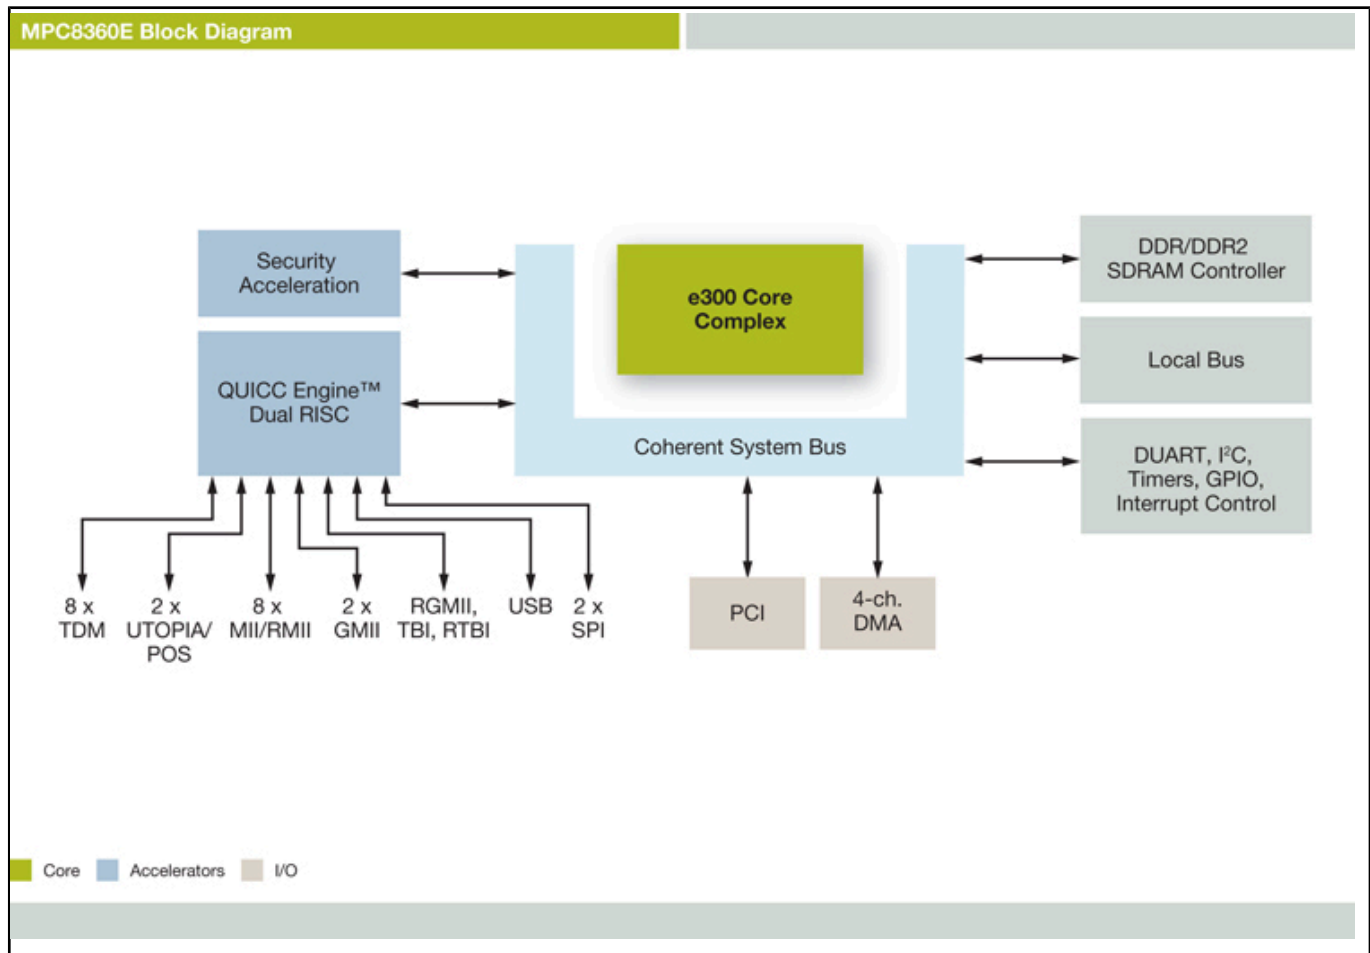 MPC8360E Block Diagram
Security
Acceleration
QUICC Engine™
Dual RISC
e300 Core
Complex
Coherent System Bus
DDR/DDR2
SDRAM Controller
Local Bus
DUART, I²C,
Timers, GPIO,
Interrupt Control
8 x
TDM
2 x
UTOPIA/
POS
8 x
MII/RMII
2 x
GMII
RGMII,
TBI, RTBI
USB
2 x
SPI
PCI
4-ch.
DMA
Core
Accelerators
I/O